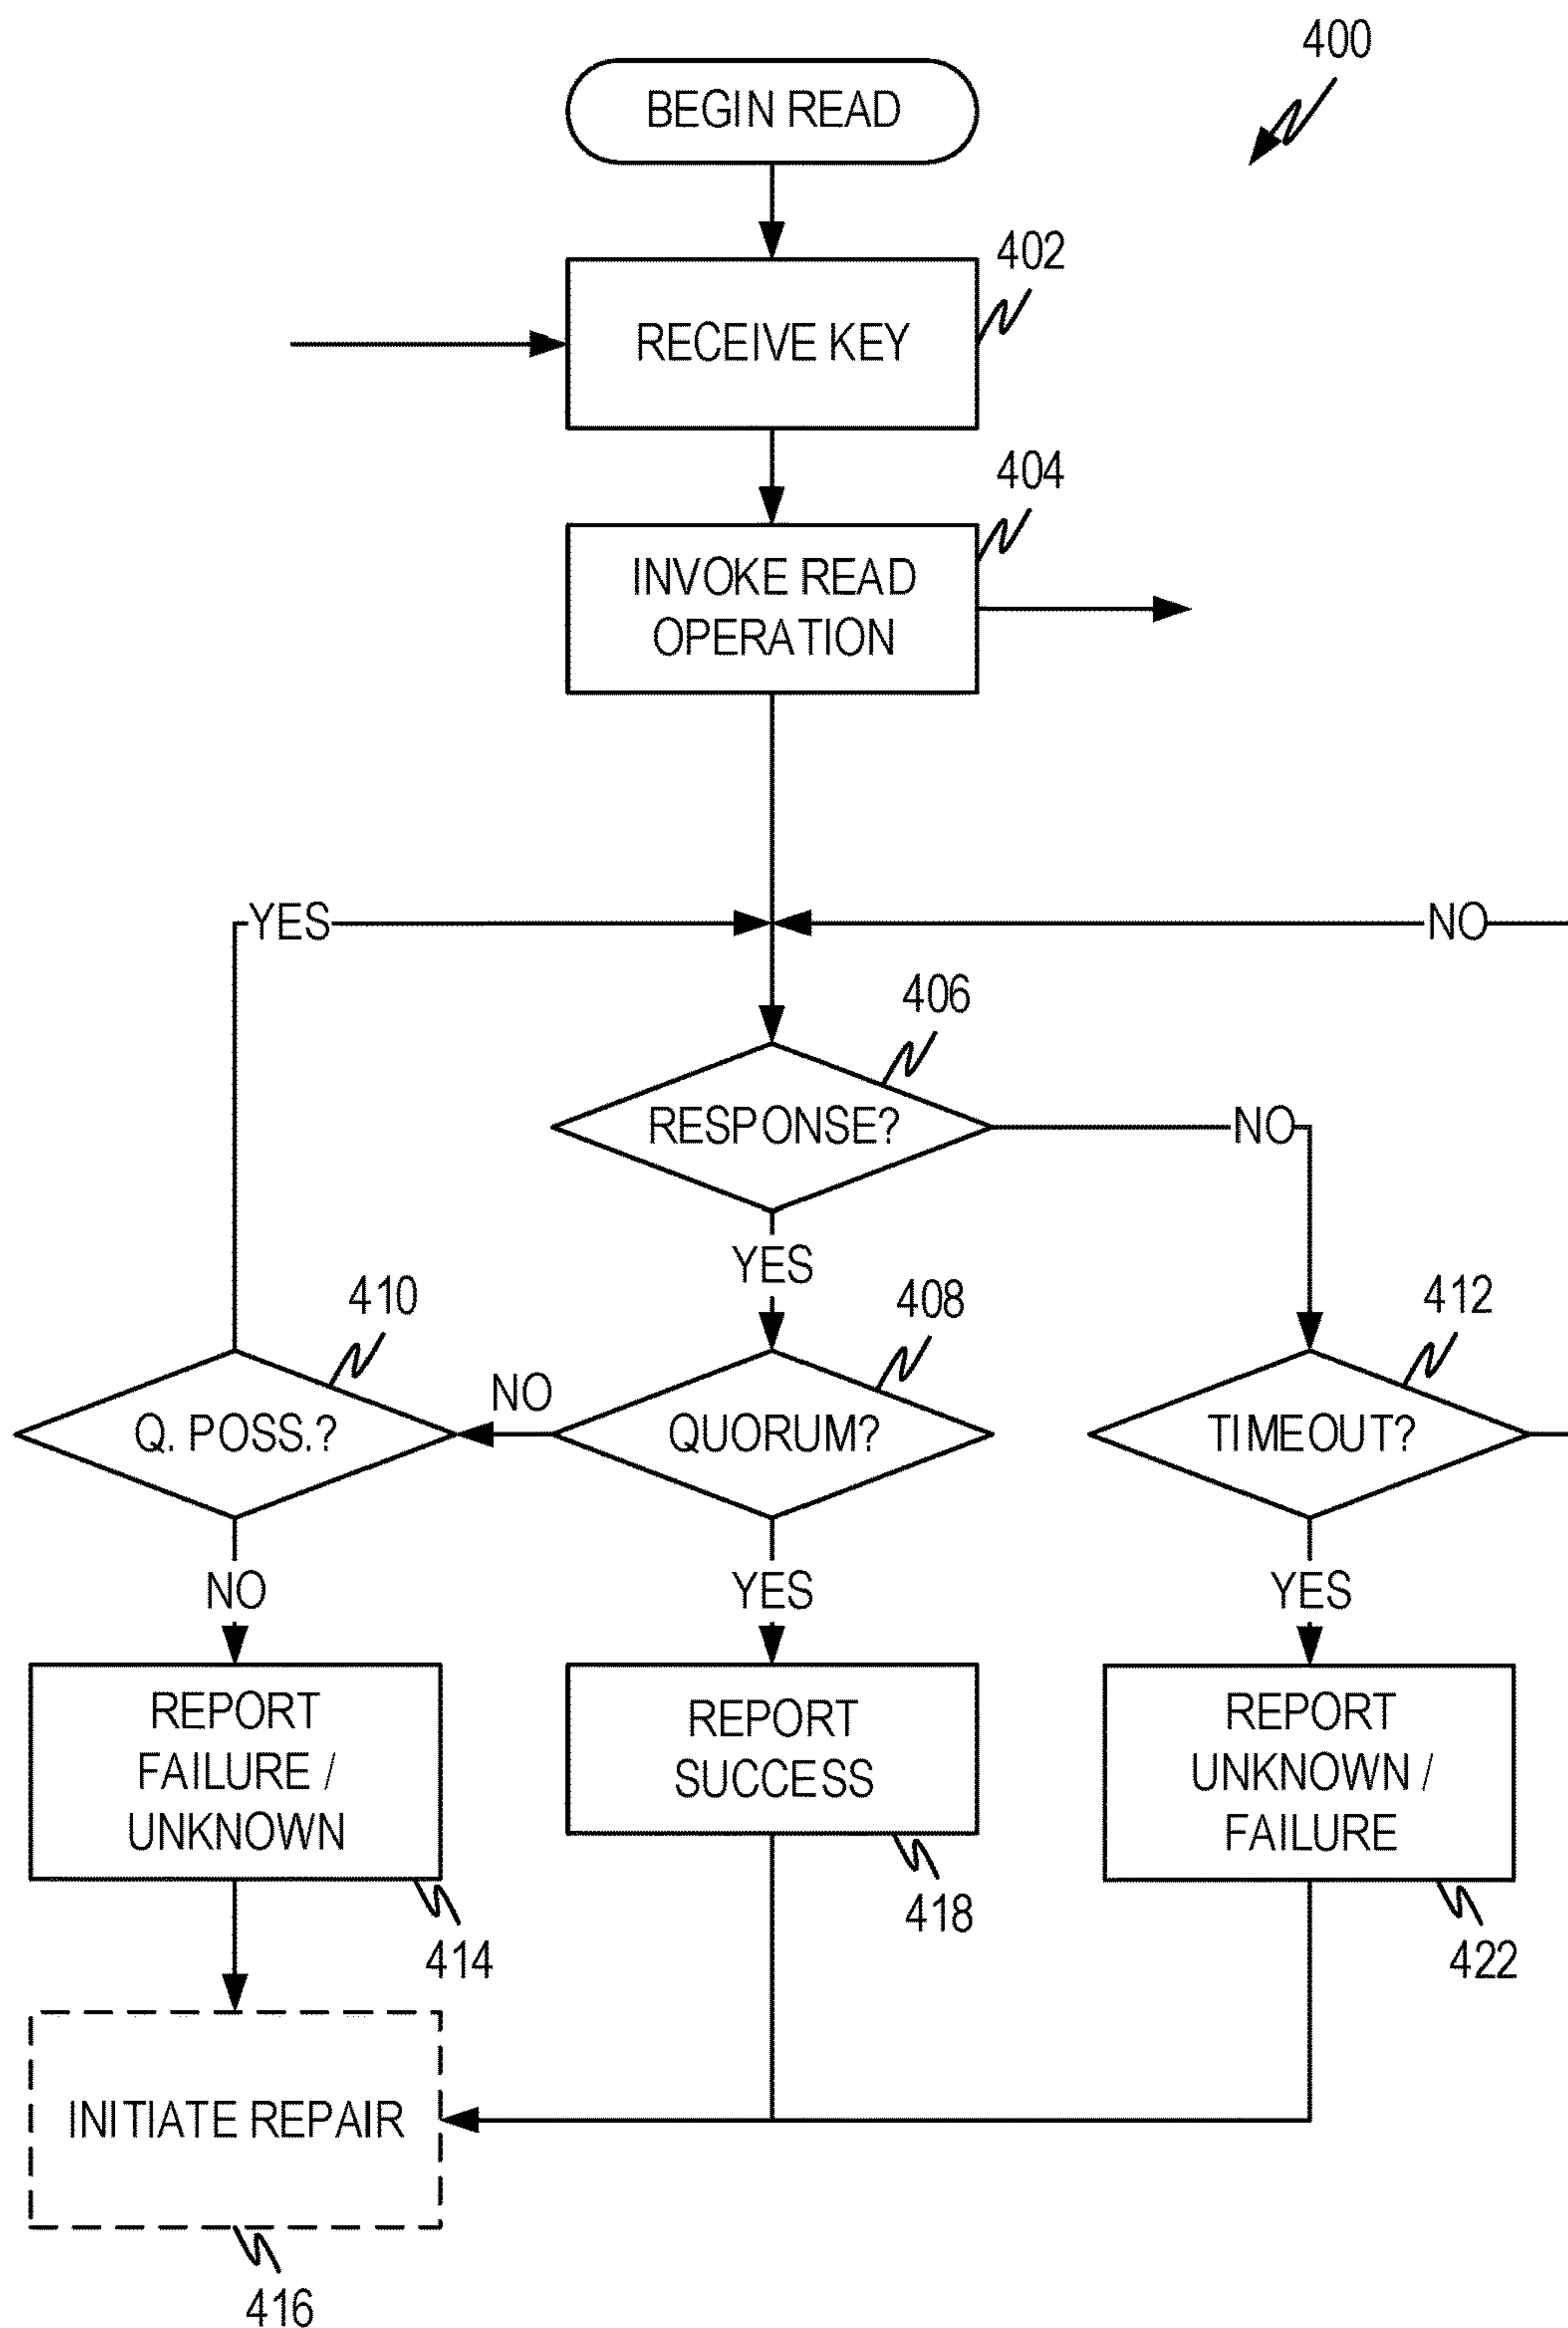 400
BEGIN READ
402
RECEIVE KEY
404
INVOKE READ
OPERATION
YES
NO
406
RESPONSE?
NO
YES
410
408
412
Q. POSS.?
NO
QUORUM?
TIMEOUT?
NO
YES
YES
REPORT
FAILURE /
UNKNOWN
REPORT
SUCCESS
REPORT
UNKNOWN /
FAILURE
414
418
422
INITIATE REPAIR
416